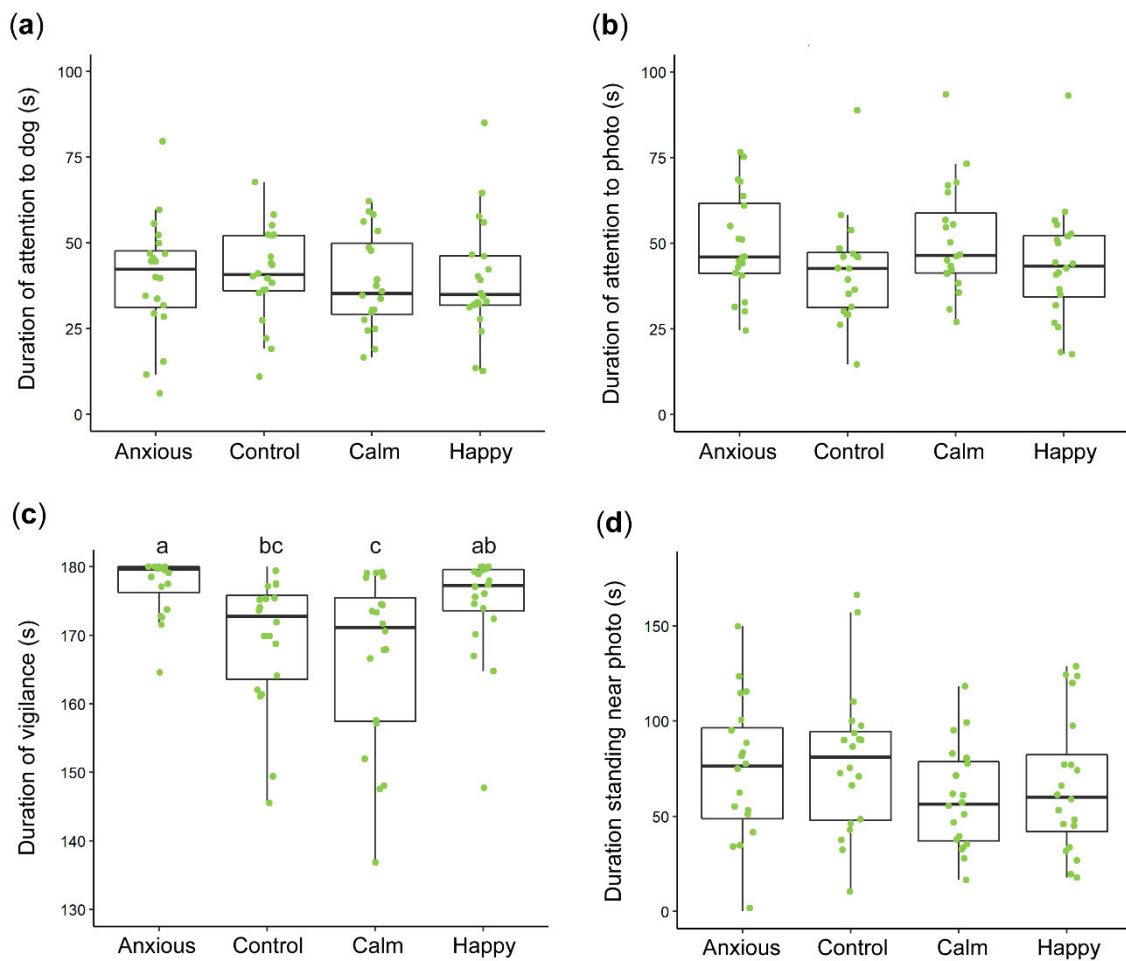 (a)
Duration of attention to dog (s)
100
75
50
25
0
Anxious Control Calm Happy
(b)
Duration of attention to photo (s)
100
75
50
25
0
Anxious Control Calm Happy
(c)
Duration of vigilance (s)
a bc c ab
180
170
160
150
140
130
Anxious Control Calm Happy
(d)
Duration standing near photo (s)
150
100
50
0
Anxious Control Calm Happy